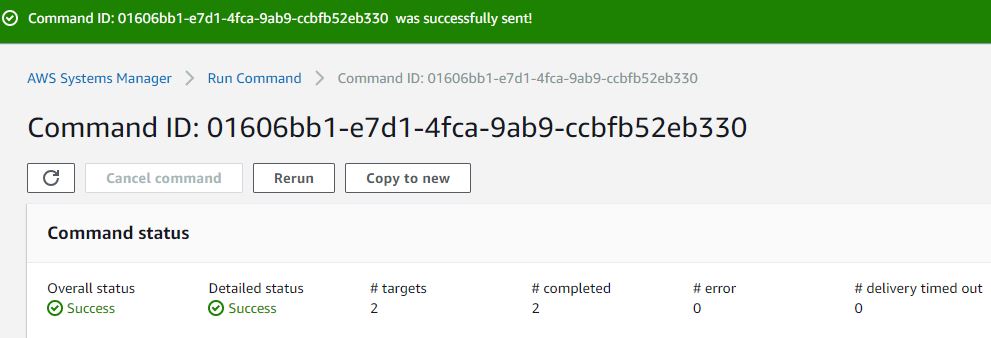 Command ID: 01606bb1-e7d1-4fca-9ab9-ccbfb52eb330 was successfully sent!
AWS Systems Manager > Run Command > Command ID: 01606bb1-e7d1-4fca-9ab9-ccbfb52eb330
Command ID: 01606bb1-e7d1-4fca-9ab9-ccbfb52eb330
Cancel command Rerun Copy to new
Command status
Overall status Detailed status # targets # completed # error # delivery timed out
Success Success 2 2 0 0